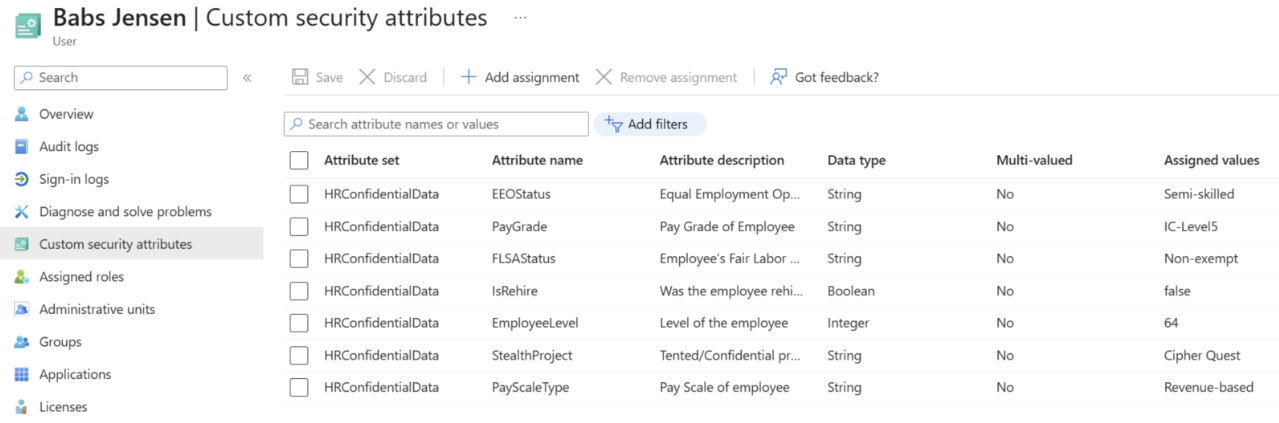 Babs Jensen | Custom security attributes ...
User
Search «
Save Discard Add assignment Remove assignment Got feedback?
Overview
Audit logs
Sign-in logs
Diagnose and solve problems
Custom security attributes
Assigned roles
Administrative units
Groups
Applications
Licenses
Search attribute names or values Add filters
Attribute set Attribute name Attribute description Data type Multi-valued Assigned values
HRConfidentialData EEOStatus Equal Employment Op... String No Semi-skilled
HRConfidentialData PayGrade Pay Grade of Employee String No IC-Level5
HRConfidentialData FLSAStatus Employee's Fair Labor ... String No Non-exempt
HRConfidentialData IsRehire Was the employee rehi... Boolean No false
HRConfidentialData EmployeeLevel Level of the employee Integer No 64
HRConfidentialData StealthProject Tented/Confidential pr... String No Cipher Quest
HRConfidentialData PayScaleType Pay Scale of employee String No Revenue-based